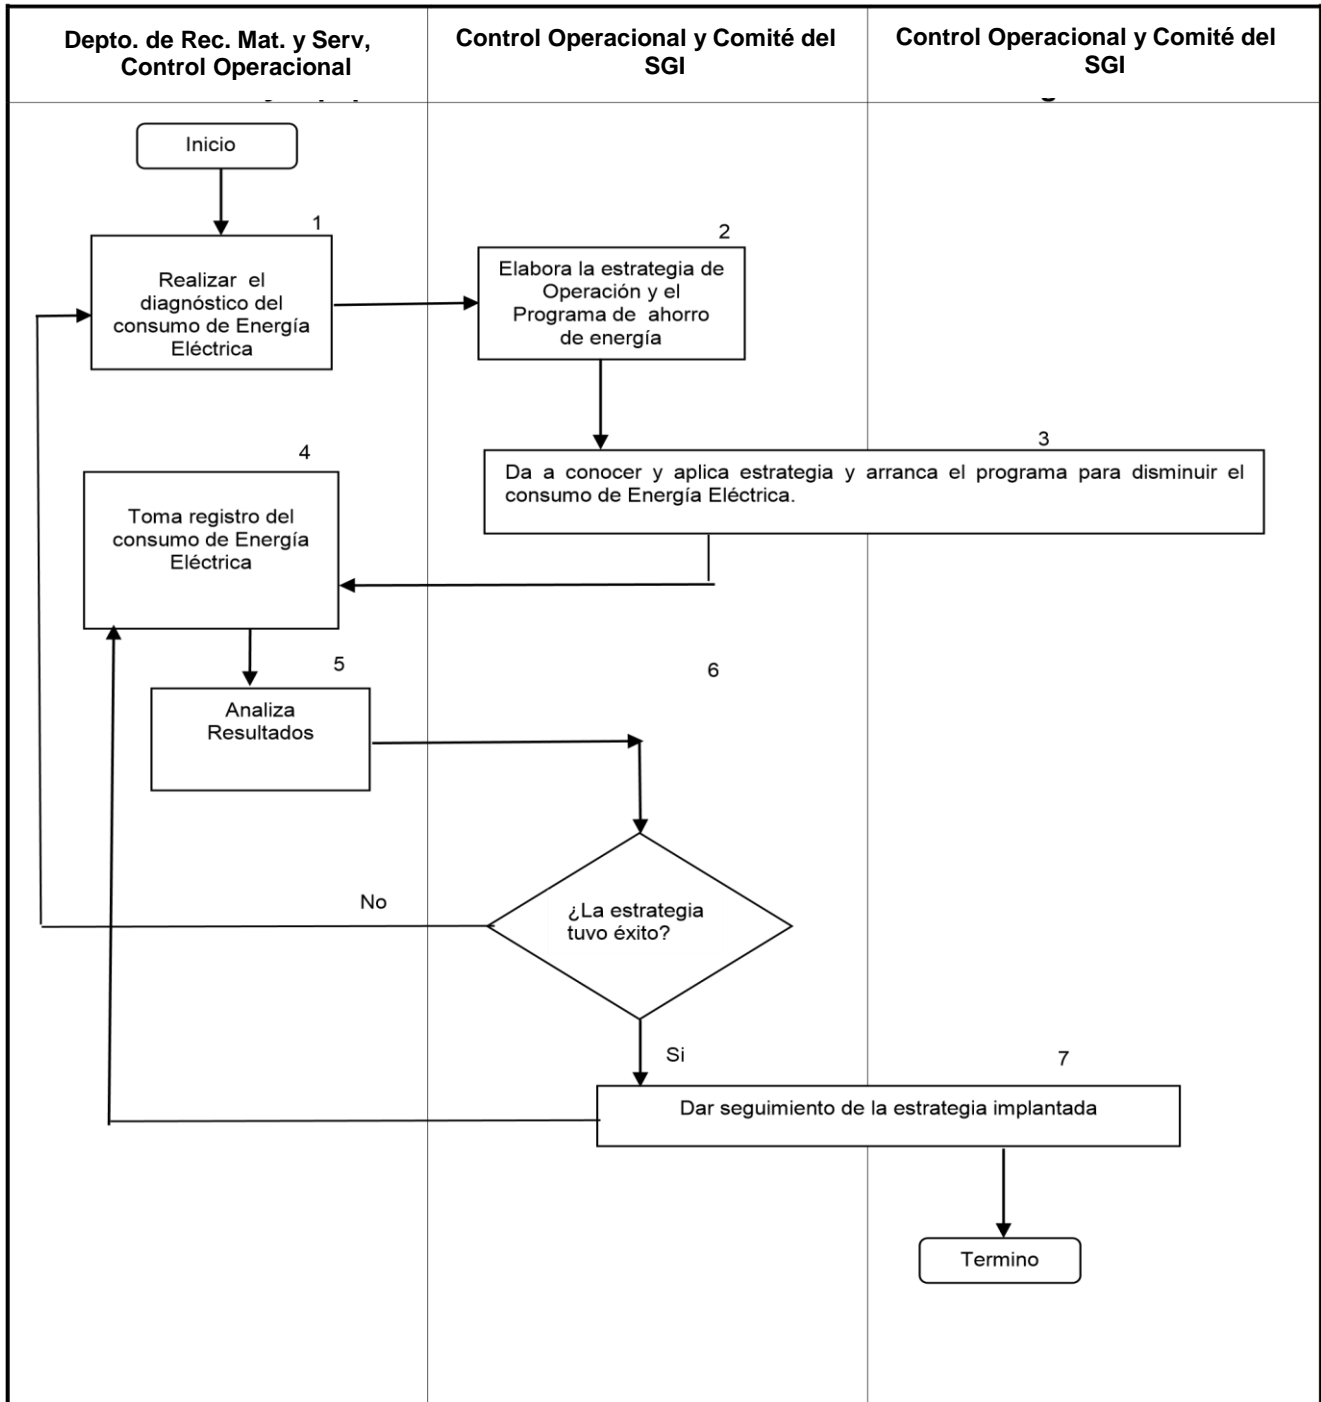 Depto. de Rec. Mat. y Serv,
Control Operacional
Control Operacional y Comité del
SGI
Control Operacional y Comité del
SGI
Inicio
1
Realizar el
diagnóstico del
consumo de Energía
Eléctrica
2
Elabora la estrategia de
Operación y el
Programa de ahorro
de energía
3
Da a conocer y aplica estrategia y arranca el programa para disminuir el
consumo de Energía Eléctrica.
4
Toma registro del
consumo de Energía
Eléctrica
5
Analiza
Resultados
6
¿La estrategia
tuvo éxito?
No
Si
7
Dar seguimiento de la estrategia implantada
Termino